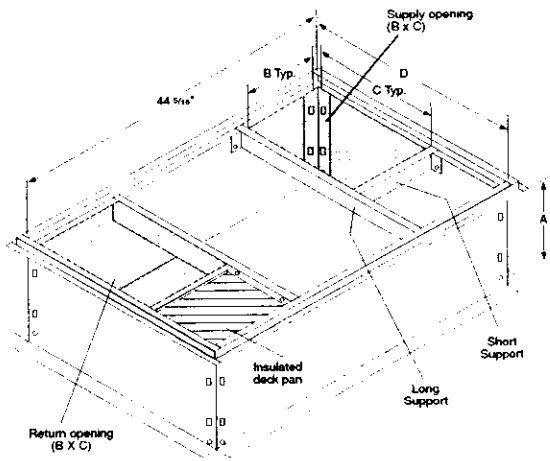 Supply opening
(B x C)
D
B Typ.
C Typ.
44 5/16"
A
Short
Support
Insulated
deck pan
Long
Support
Return opening
(B X C)